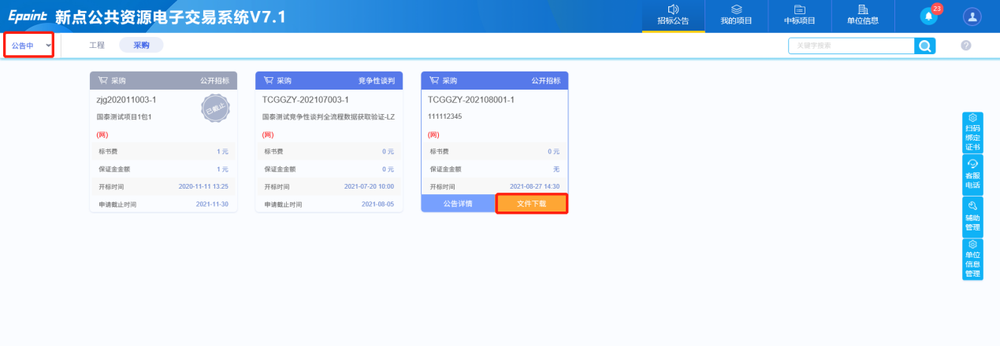 Epoint 新点公共资源电子交易系统V7.1
招标公告
我的项目
中标项目
单位信息
23
公告中
工程
采购
关键字搜索
采购 公开招标
zjg202011003-1
已截止
国泰测试项目1包1
(网)
标书费 1 元
保证金金额 1 元
开标时间 2020-11-11 13:25
申请截止时间 2021-11-30
采购 竞争性谈判
TCGGZY-202107003-1
国泰测试竞争性谈判全流程数据获取验证-LZ
(网)
标书费 0 元
保证金金额 0 元
开标时间 2021-07-20 10:00
申请截止时间 2021-08-05
采购 公开招标
TCGGZY-202108001-1
111112345
(网)
标书费 0 元
保证金金额 无
开标时间 2021-08-27 14:30
公告详情 文件下载
扫码
绑定
证书
客服
电话
辅助
管理
单位
信息
管理